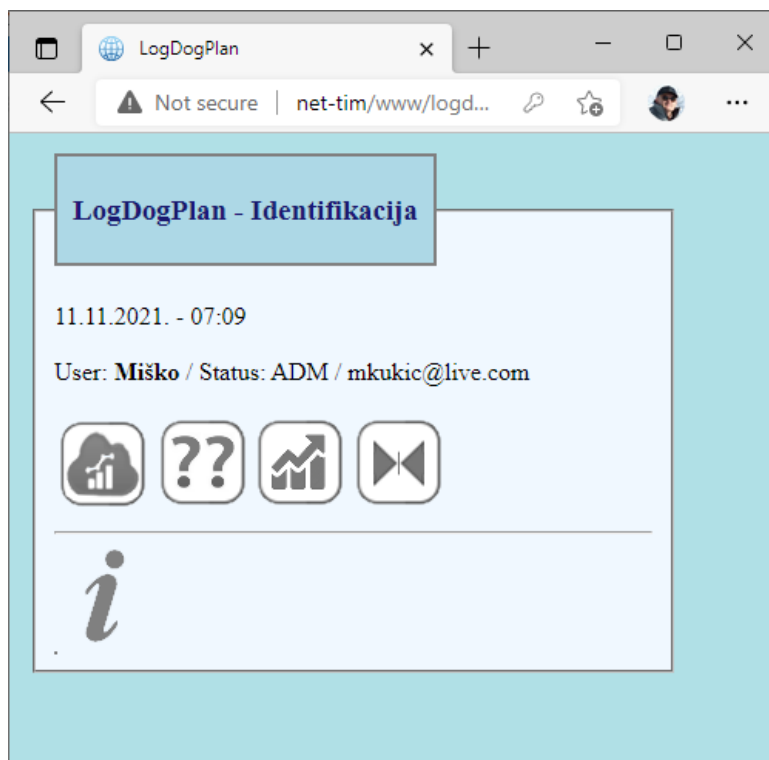 LogDogPlan
Not secure | net-tim/www/logd...
LogDogPlan - Identifikacija
11.11.2021. - 07:09
User: Miško / Status: ADM / mkukic@live.com
??
i
.